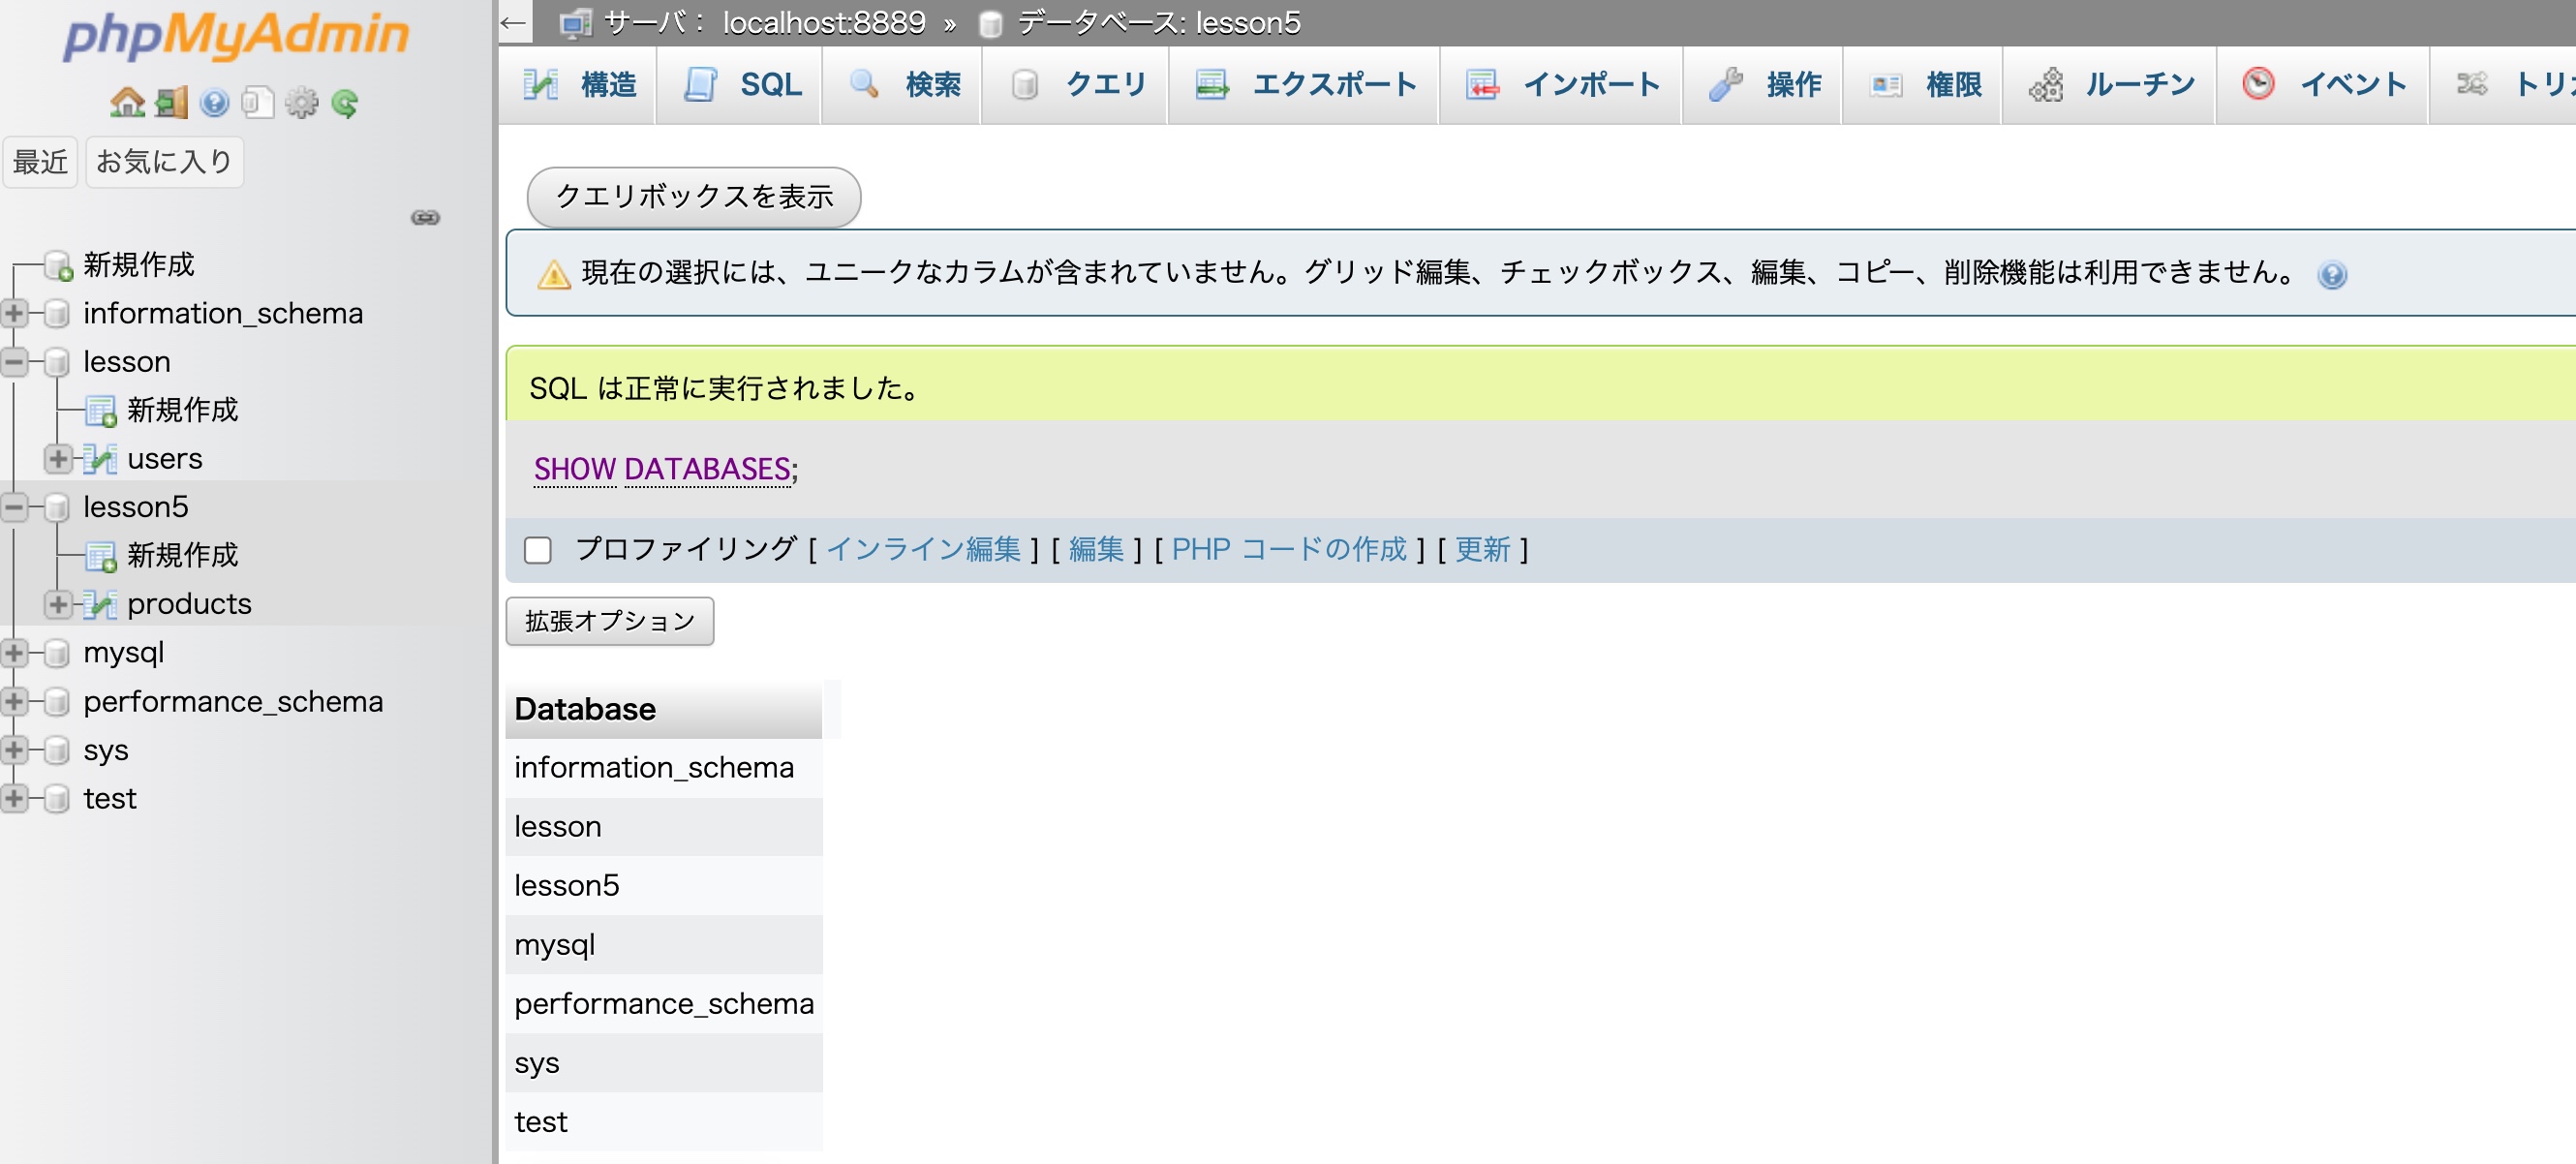 phpMyAdmin
最近 お気に入り
新規作成
information_schema
lesson
新規作成
users
lesson5
新規作成
products
mysql
performance_schema
sys
test
← サーバ： localhost:8889 » データベース: lesson5
構造 SQL 検索 クエリ エクスポート インポート 操作 権限 ルーチン イベント
クエリボックスを表示
現在の選択には、ユニークなカラムが含まれていません。グリッド編集、チェックボックス、編集、コピー、削除機能は利用できません。
SQL は正常に実行されました。
SHOW DATABASES;
プロファイリング [ インライン編集 ] [ 編集 ] [ PHP コードの作成 ] [ 更新 ]
拡張オプション
Database
information_schema
lesson
lesson5
mysql
performance_schema
sys
test